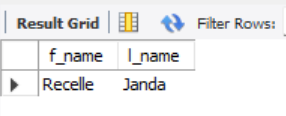 Result Grid Filter Rows:
f_name l_name
Recelle Janda